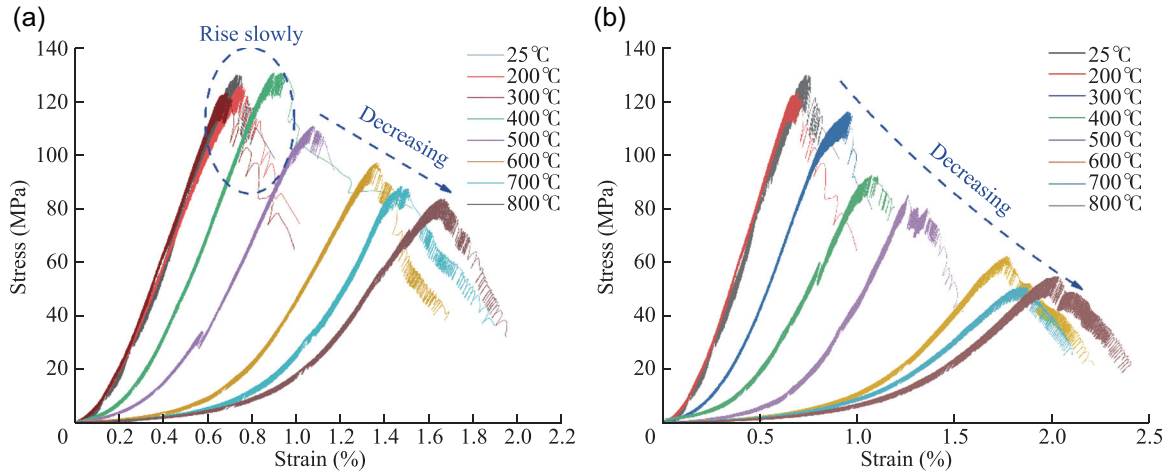 (a)
Rise slowly
Decreasing
25℃
200℃
300℃
400℃
500℃
600℃
700℃
800℃
Stress (MPa)
140
120
100
80
60
40
20
0
0.2 0.4 0.6 0.8 1.0 1.2 1.4 1.6 1.8 2.0 2.2
Strain (%)
(b)
Decreasing
25℃
200℃
300℃
400℃
500℃
600℃
700℃
800℃
Stress (MPa)
140
120
100
80
60
40
20
0
0.5 1.0 1.5 2.0 2.5
Strain (%)